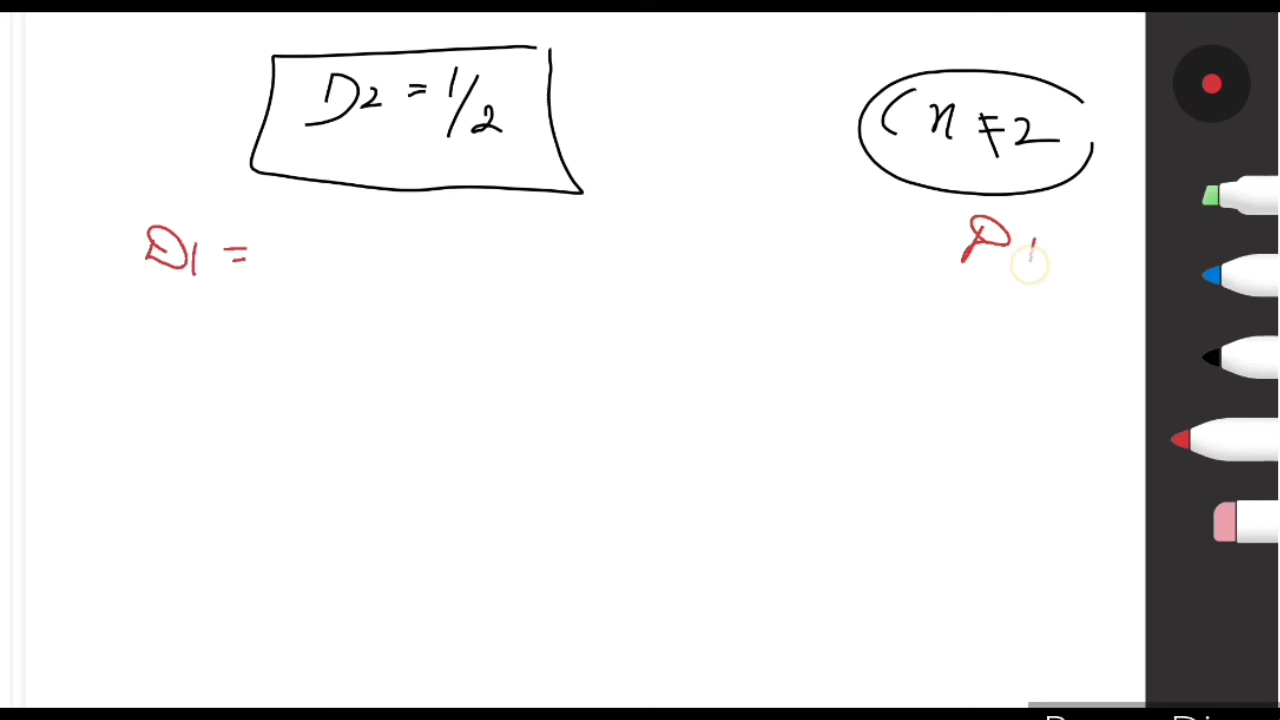 D2 = 1/2
(n ≠ 2
D1 =
P1